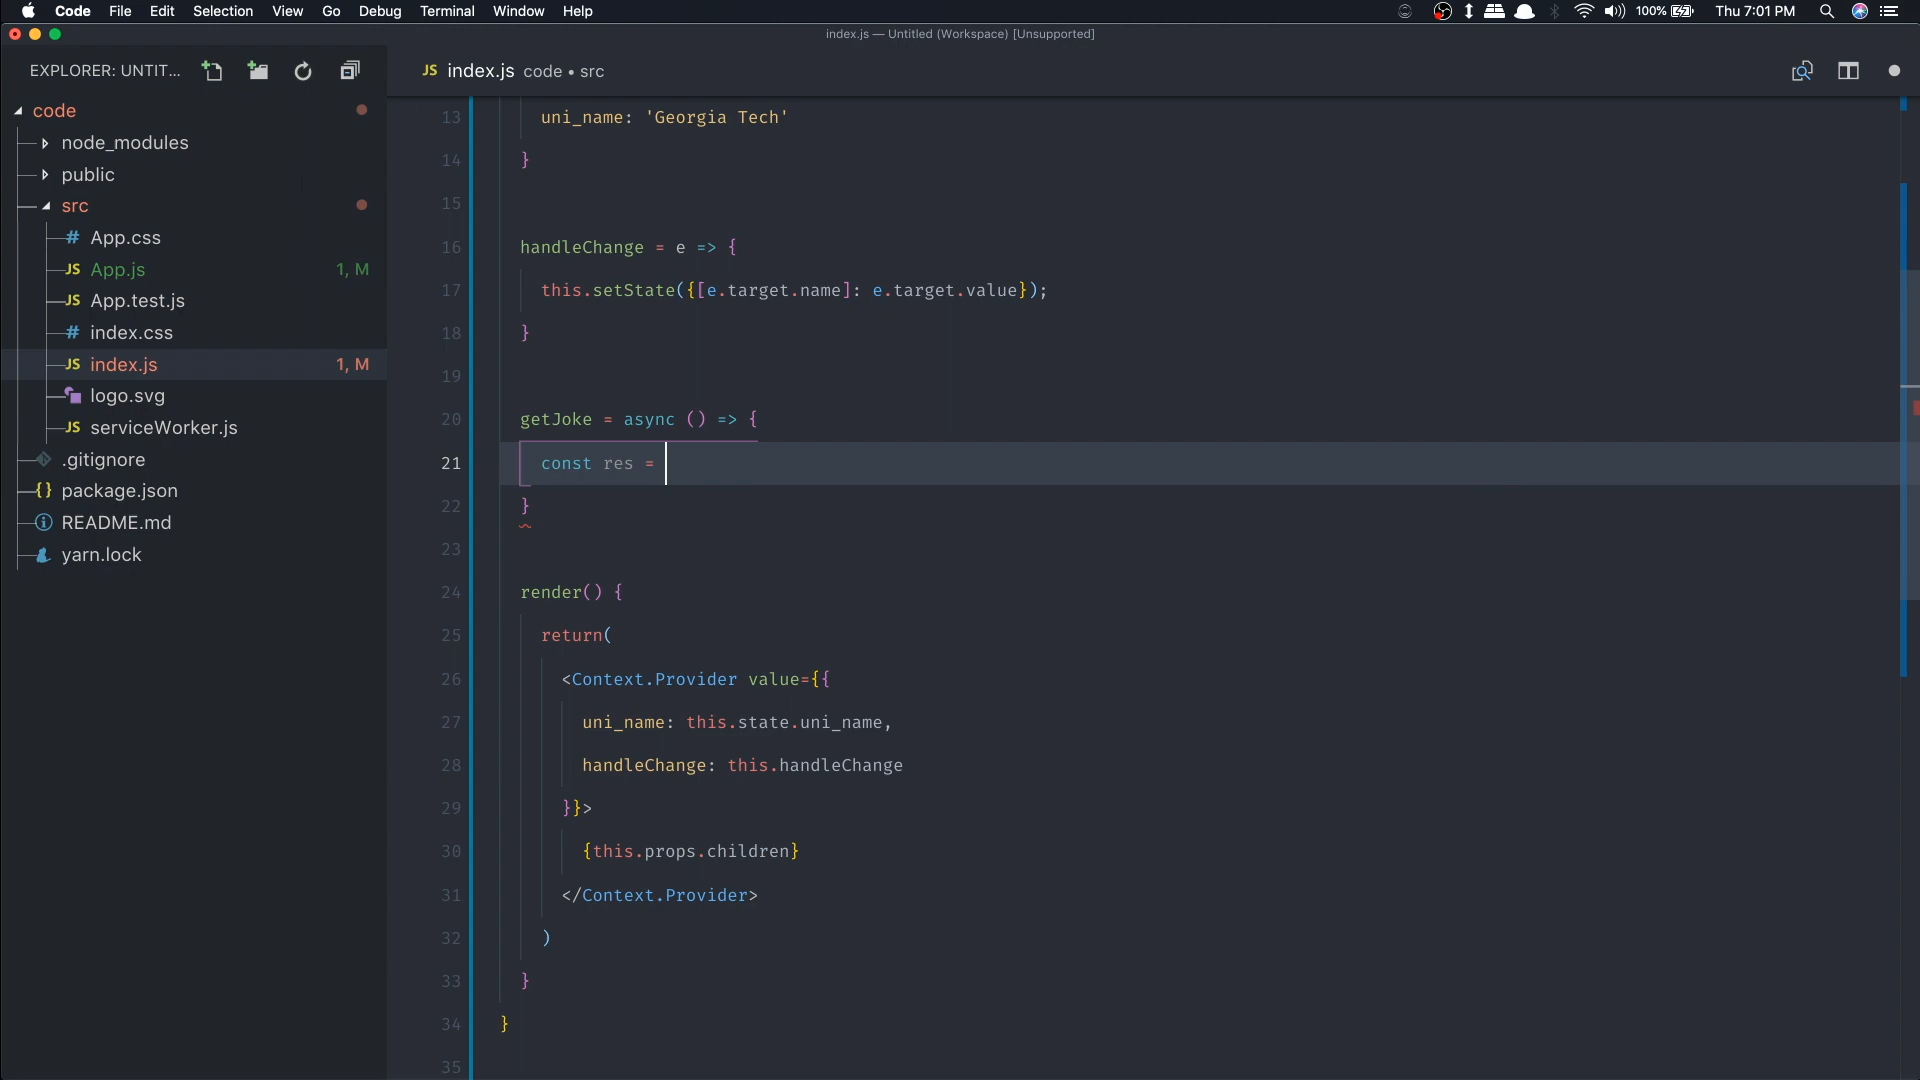 Code File Edit Selection View Go Debug Terminal Window Help 100% Thu 7:01 PM
index.js — Untitled (Workspace) [Unsupported]
EXPLORER: UNTIT...
JS index.js code • src
code
node_modules
public
src
# App.css
JS App.js 1, M
JS App.test.js
# index.css
JS index.js 1, M
logo.svg
JS serviceWorker.js
.gitignore
{} package.json
README.md
yarn.lock
13 uni_name: 'Georgia Tech'
14 }
15
16 handleChange = e => {
17 this.setState({[e.target.name]: e.target.value});
18 }
19
20 getJoke = async () => {
21 const res =
22 }
23
24 render() {
25 return(
26 <Context.Provider value={{
27 uni_name: this.state.uni_name,
28 handleChange: this.handleChange
29 }}>
30 {this.props.children}
31 </Context.Provider>
32 )
33 }
34 }
35